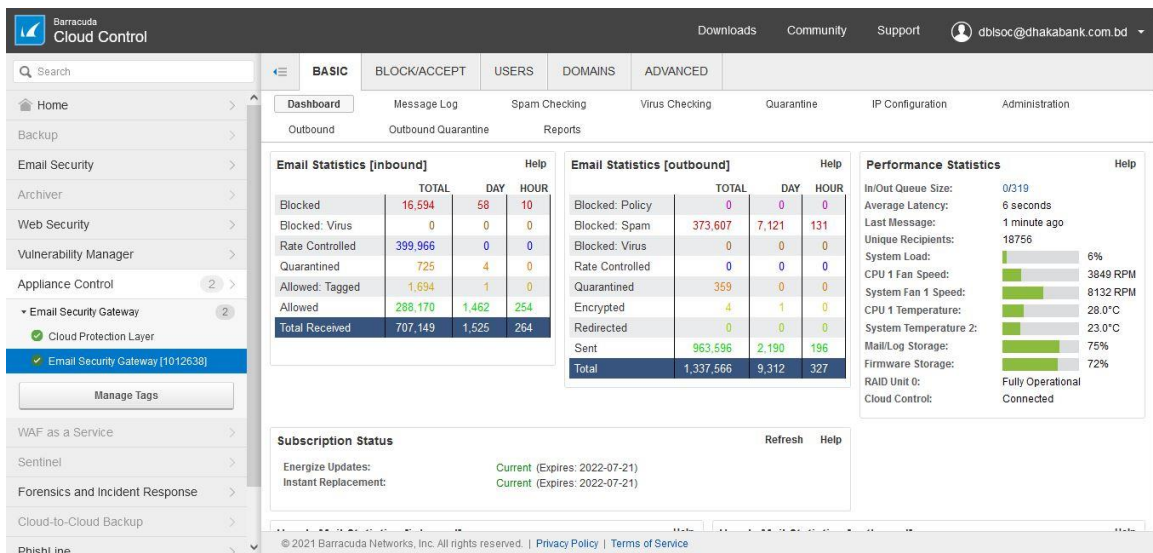 Barracuda
Cloud Control
Downloads Community Support dblsoc@dhakabank.com.bd
Search
Home
Backup
Email Security
Archiver
Web Security
Vulnerability Manager
Appliance Control 2
Email Security Gateway 2
Cloud Protection Layer
Email Security Gateway [1012638]
Manage Tags
WAF as a Service
Sentinel
Forensics and Incident Response
Cloud-to-Cloud Backup
PhishLine
BASIC BLOCK/ACCEPT USERS DOMAINS ADVANCED
Dashboard Message Log Spam Checking Virus Checking Quarantine IP Configuration Administration
Outbound Outbound Quarantine Reports
Email Statistics [inbound] Help
TOTAL DAY HOUR
Blocked 16,594 58 10
Blocked: Virus 0 0 0
Rate Controlled 399,966 0 0
Quarantined 725 4 0
Allowed: Tagged 1,694 1 0
Allowed 288,170 1,462 254
Total Received 707,149 1,525 264
Email Statistics [outbound] Help
TOTAL DAY HOUR
Blocked: Policy 0 0 0
Blocked: Spam 373,607 7,121 131
Blocked: Virus 0 0 0
Rate Controlled 0 0 0
Quarantined 359 0 0
Encrypted 4 1 0
Redirected 0 0 0
Sent 963,596 2,190 196
Total 1,337,566 9,312 327
Performance Statistics Help
In/Out Queue Size: 0/319
Average Latency: 6 seconds
Last Message: 1 minute ago
Unique Recipients: 18756
System Load: 6%
CPU 1 Fan Speed: 3849 RPM
System Fan 1 Speed: 8132 RPM
CPU 1 Temperature: 28.0°C
System Temperature 2: 23.0°C
Mail/Log Storage: 75%
Firmware Storage: 72%
RAID Unit 0: Fully Operational
Cloud Control: Connected
Subscription Status Refresh Help
Energize Updates: Current (Expires: 2022-07-21)
Instant Replacement: Current (Expires: 2022-07-21)
© 2021 Barracuda Networks, Inc. All rights reserved. | Privacy Policy | Terms of Service